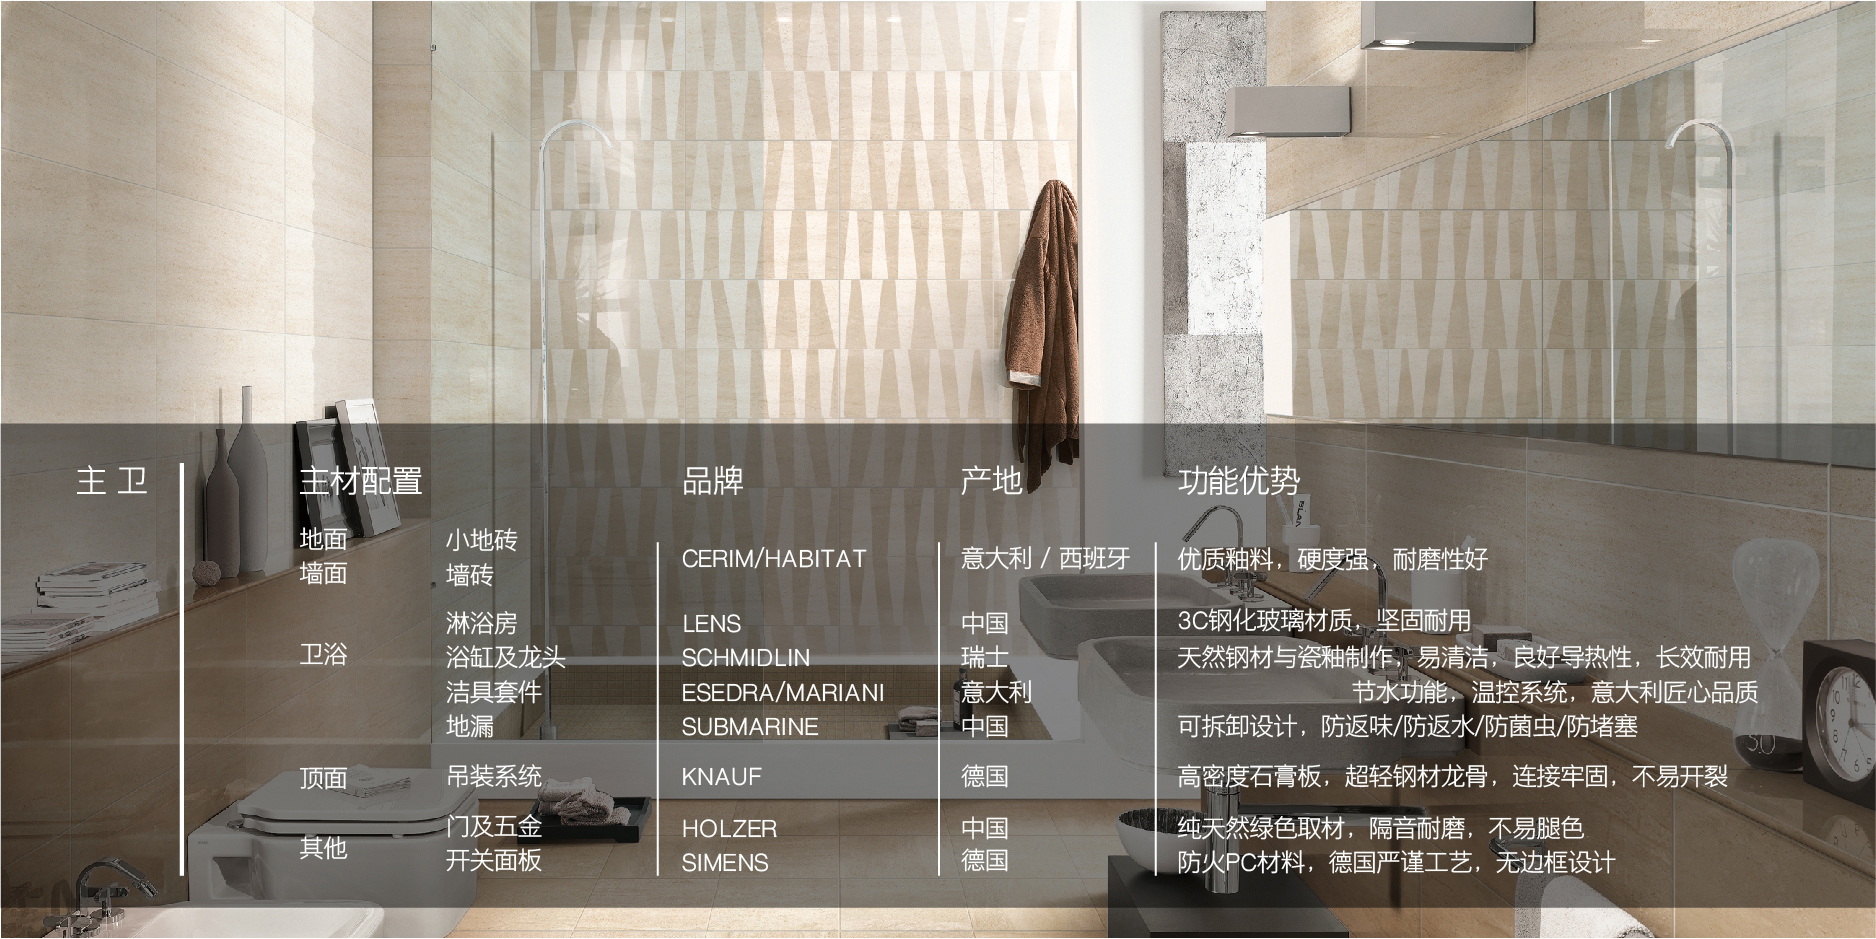 主 卫 主材配置 品牌 产地 功能优势
地面 小地砖
墙面 墙砖
CERIM/HABITAT 意大利 / 西班牙 优质釉料，硬度强，耐磨性好
淋浴房 LENS 中国 3C钢化玻璃材质，坚固耐用
卫浴 浴缸及龙头 SCHMIDLIN 瑞士 天然钢材与瓷釉制作，易清洁，良好导热性，长效耐用
洁具套件 ESEDRA/MARIANI 意大利 节水功能，温控系统，意大利匠心品质
地漏 SUBMARINE 中国 可拆卸设计，防返味/防返水/防菌虫/防堵塞
顶面 吊装系统 KNAUF 德国 高密度石膏板，超轻钢材龙骨，连接牢固，不易开裂
门及五金 HOLZER 中国 纯天然绿色取材，隔音耐磨，不易腿色
其他
开关面板 SIMENS 德国 防火PC材料，德国严谨工艺，无边框设计